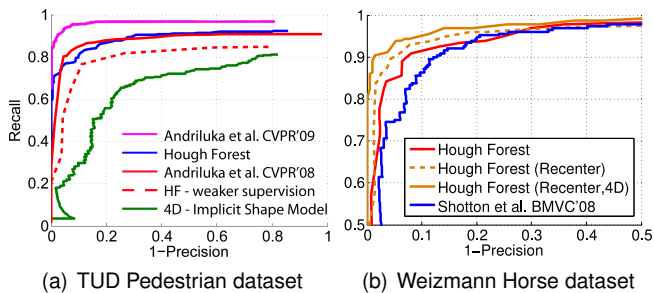 1
0.8
0.6
0.4
0.2
0
Recall
0
0.2
0.4
0.6
0.8
1
1−Precision
Andriluka et al. CVPR'09
Hough Forest
Andriluka et al. CVPR'08
HF - weaker supervision
4D - Implicit Shape Model
(a) TUD Pedestrian dataset
1
0.9
0.8
0.7
0.6
0.5
0
0.1
0.2
0.3
0.4
0.5
1−Precision
Hough Forest
Hough Forest (Recenter)
Hough Forest (Recenter,4D)
Shotton et al. BMVC'08
(b) Weizmann Horse dataset